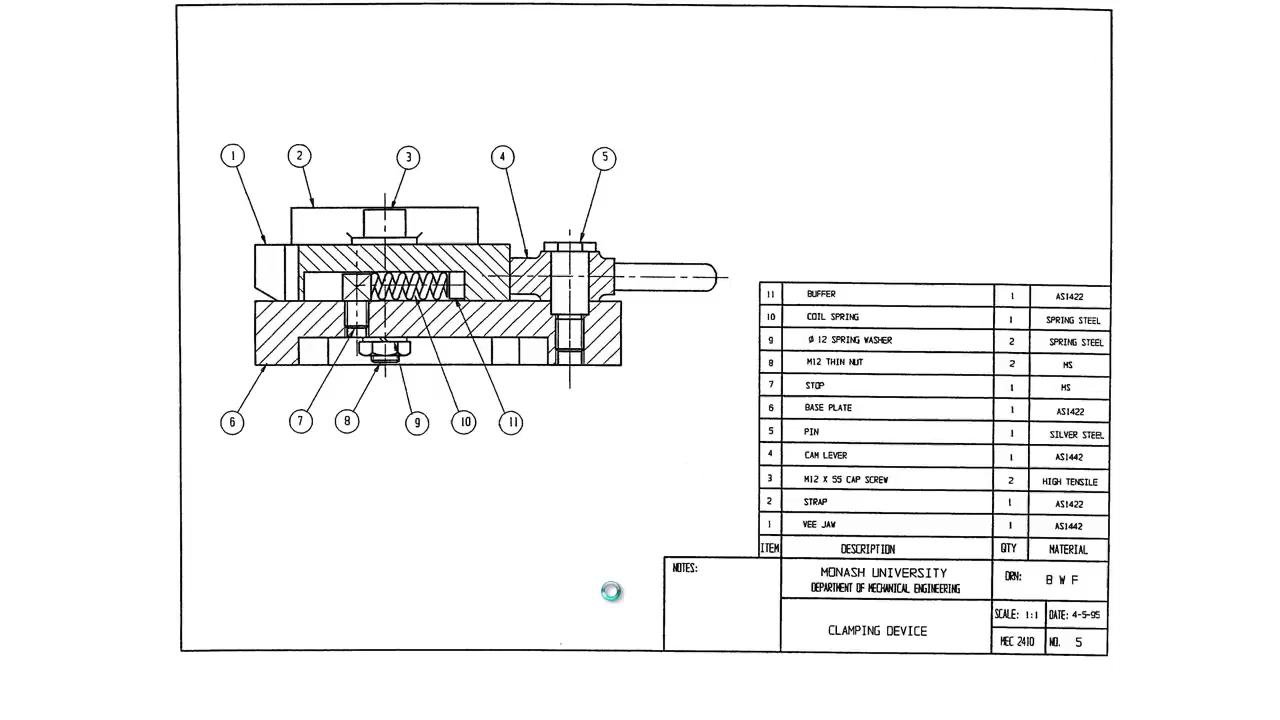 1 2 3 4 5
6 7 8 9 10 11
11 BUFFER 1 AS1422
10 COIL SPRING 1 SPRING STEEL
9 Ø 12 SPRING WASHER 2 SPRING STEEL
8 M12 THIN NUT 2 MS
7 STOP 1 MS
6 BASE PLATE 1 AS1422
5 PIN 1 SILVER STEEL
4 CAM LEVER 1 AS1442
3 M12 X 55 CAP SCREW 2 HIGH TENSILE
2 STRAP 1 AS1422
1 VEE JAW 1 AS1442
ITEM DESCRIPTION QTY MATERIAL
NOTES:
MONASH UNIVERSITY
DEPARTMENT OF MECHANICAL ENGINEERING
DRN: B W F
CLAMPING DEVICE
SCALE: 1:1 DATE: 4-5-95
MEC 2410 NO. 5